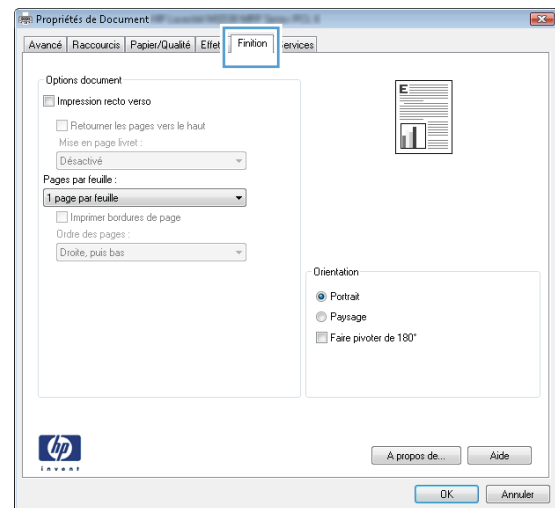 Propriétés de Document
Avancé Raccourcis Papier/Qualité Effet Finition ervices
Options document
Impression recto verso
Retourner les pages vers le haut
Mise en page livret :
Désactivé
Pages par feuille :
1 page par feuille
Imprimer bordures de page
Ordre des pages :
Droite, puis bas
E
Orientation
Portrait
Paysage
Faire pivoter de 180°
hp
invent
A propos de... Aide
OK Annuler